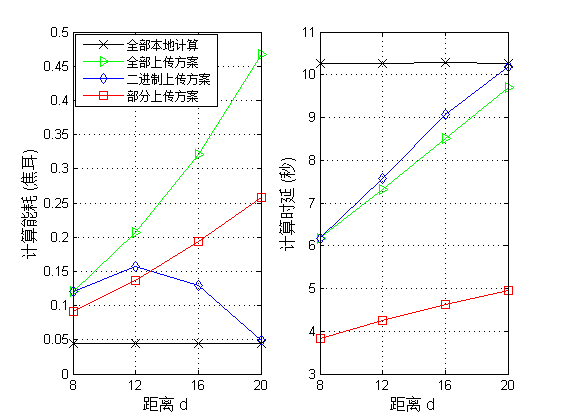 0.5
0.45
0.4
0.35
0.3
0.25
0.2
0.15
0.1
0.05
0
8 12 16 20
计算能耗 (焦耳)
距离 d
全部本地计算
全部上传方案
二进制上传方案
部分上传方案
11
10
9
8
7
6
5
4
3
8 12 16 20
计算时延 (秒)
距离 d